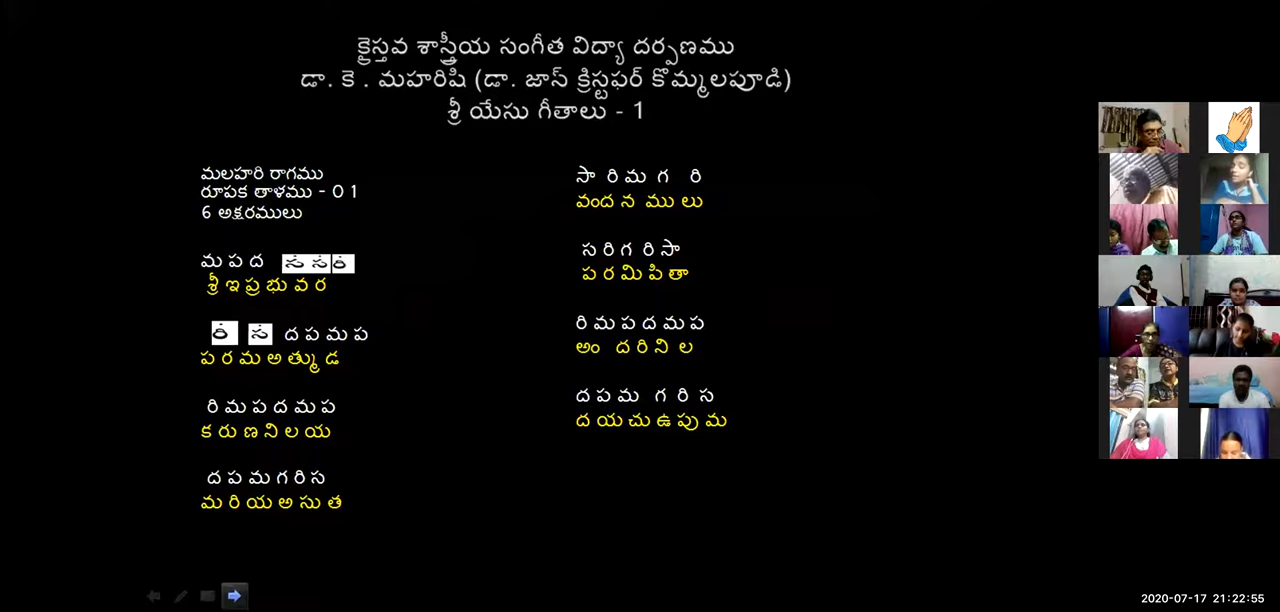 క్రైస్తవ శాస్త్రీయ సంగీత విద్యా దర్పణము
డా. కె . మహరిషి (డా. జాస్ క్రిస్టఫర్ కొమ్మలపూడి)
శ్రీ యేసు గీతాలు - 1
మలహరి రాగము
రూపక తాళము - 0 1
6 అక్షరములు
మ ప ద స స రి
శ్రీ ఇ ప్ర భు వ ర
రి స ద ప మ ప
ప ర మ అ త్ము డ
రి మ ప ద మ ప
క రు ణ ని ల య
ద ప మ గ రి స
మ రి య అ సు త
సా రి మ గ రి
వంద న ము లు
స రి గ రి సా
ప ర మి పి తా
రి మ ప ద మ ప
అం ద రి ని ల
ద ప మ గ రి స
ద య చు ఉ పు మ
2020-07-17 21:22:55